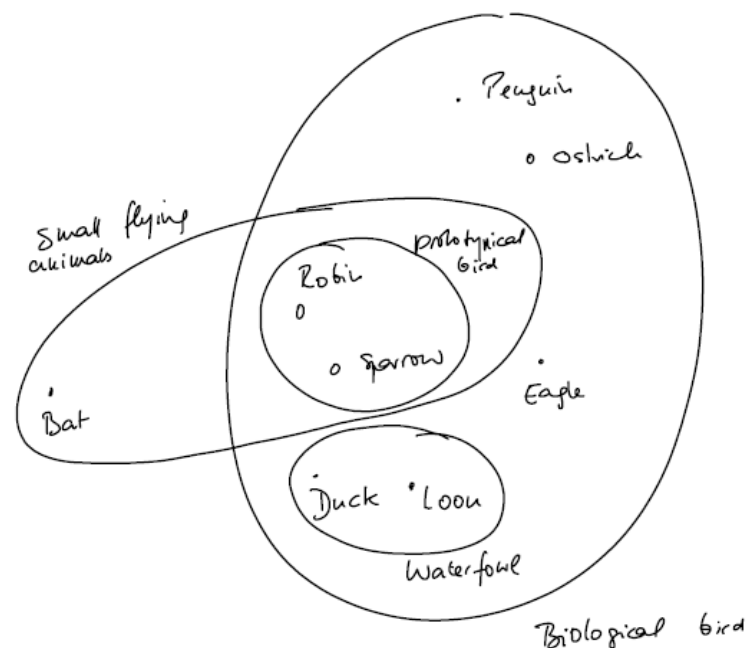 Penguin
Ostrich
Small flying
animals
prototypical
bird
Robin
Sparrow
Eagle
Bat
Duck
Loon
Waterfowl
Biological bird